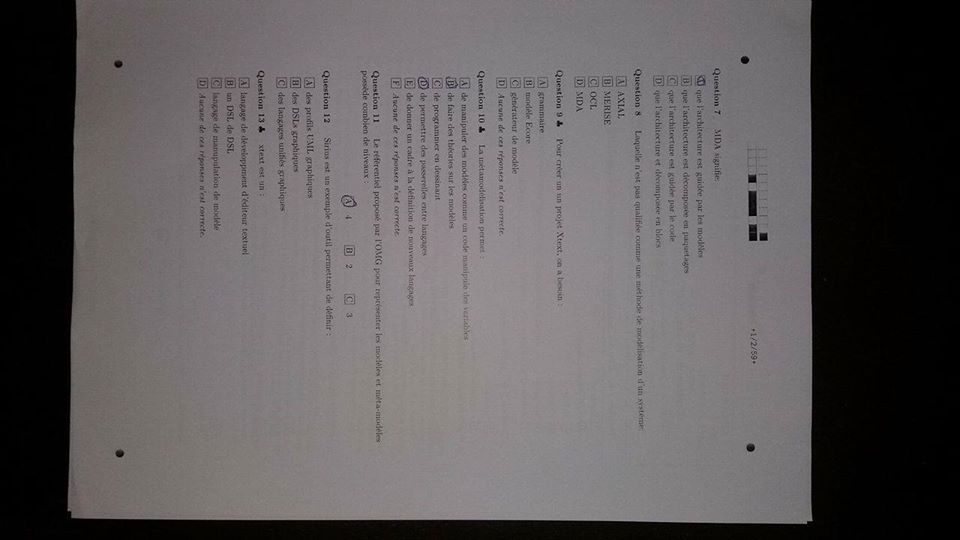 +1/2/59+
Question 7 MDA signifie:
A que l'architecture est guidée par les modèles
B que l'architecture est décomposée en paquetages
C que l'architecture est guidée par le code
D que l'architecture et décomposée en blocs
Question 8 Laquelle n'est pas qualifiée comme une méthode de modélisation d'un système:
A AXIAL
B MERISE
C OCL
D MDA
Question 9 ♣ Pour créer un projet Xtext, on a besoin :
A grammaire
B modèle Ecore
C générateur de modèle
D Aucune de ces réponses n'est correcte.
Question 10 ♣ La métamodélisation permet :
A de manipuler des modèles comme un code manipule des variables
B de faire des théories sur les modèles
C de programmer en dessinant
D de permettre des passerelles entre langages
E de donner un cadre à la définition de nouveaux langages
F Aucune de ces réponses n'est correcte.
Question 11 Le référentiel proposé par l'OMG pour représenter les modèles et méta-modèles
possède combien de niveaux :
A 4 B 2 C 3
Question 12 Sirius est un exemple d'outil permettant de définir :
A des profils UML graphiques
B des DSLs graphiques
C des langages unifiés graphiques
Question 13 ♣ xtext est un :
A langage de développment d'éditeur textuel
B un DSL de DSL
C langage de manipulation de modèle
D Aucune de ces réponses n'est correcte.